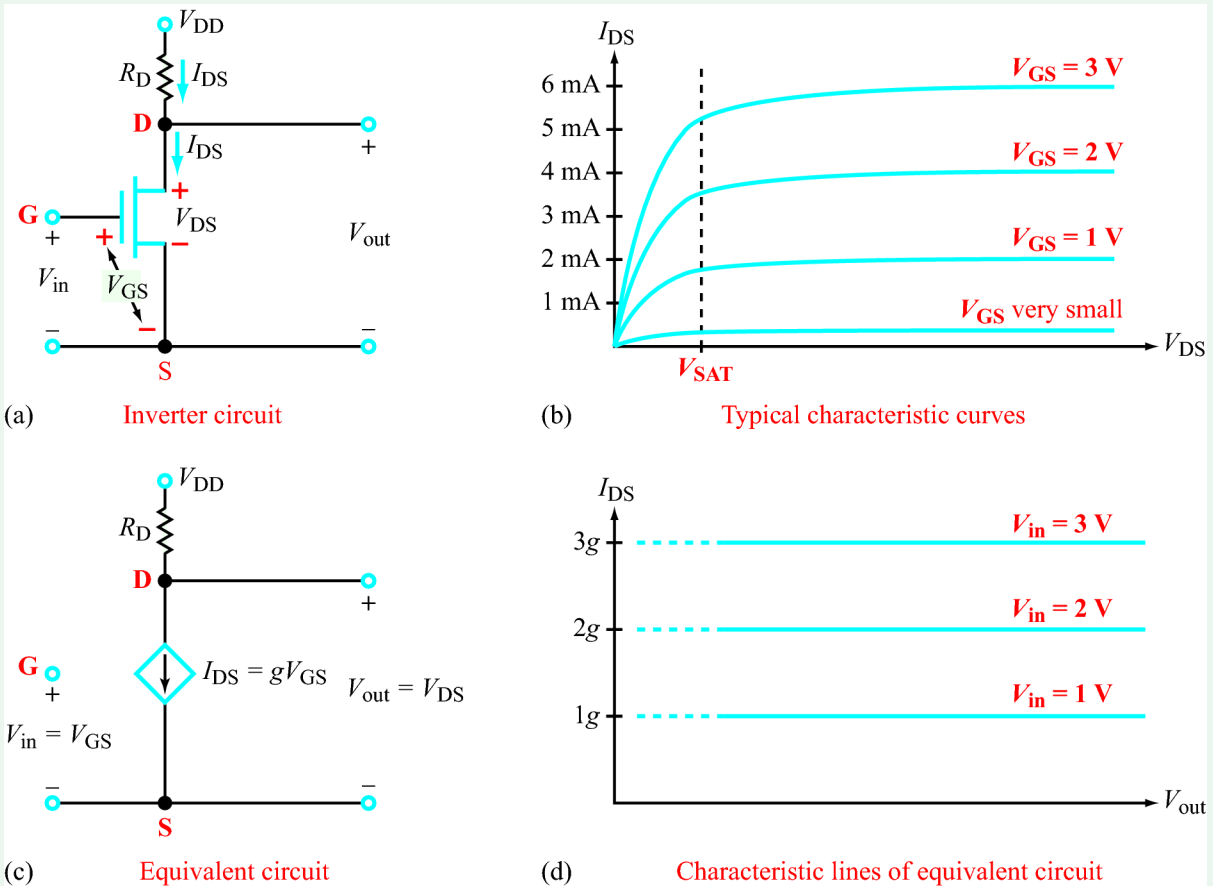 V_DD
R_D
I_DS
D
+
I_DS
+
G
V_DS
+
+
−
V_out
V_in
V_GS
−
−
−
S
(a) Inverter circuit
I_DS
6 mA
5 mA
4 mA
3 mA
2 mA
1 mA
V_GS = 3 V
V_GS = 2 V
V_GS = 1 V
V_GS very small
V_DS
V_SAT
(b) Typical characteristic curves
V_DD
R_D
D
+
G
+
I_DS = gV_GS
V_out = V_DS
V_in = V_GS
−
−
S
(c) Equivalent circuit
I_DS
3g
2g
1g
V_in = 3 V
V_in = 2 V
V_in = 1 V
V_out
(d) Characteristic lines of equivalent circuit